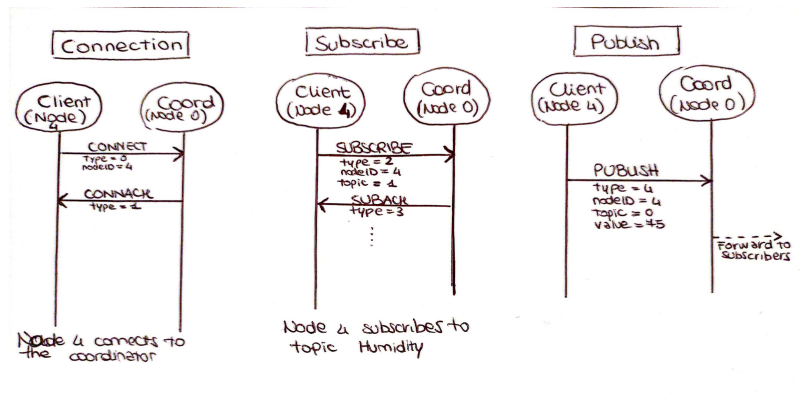 Connection
Client
(Node)
4
Coord
(Node 0)
CONNECT
type = 0
nodeID = 4
CONNACK
type = 1
Node 4 connects to
the coordinator
Subscribe
Client
(Node 4)
Coord
(Node 0)
SUBSCRIBE
type = 2
nodeID = 4
topic = 1
SUBACK
type = 3
Node 4 subscribes to
topic Humidity
Publish
Client
(Node 4)
Coord
(Node 0)
PUBLISH
type = 4
nodeID = 4
topic = 0
value =
Forward to
subscribers